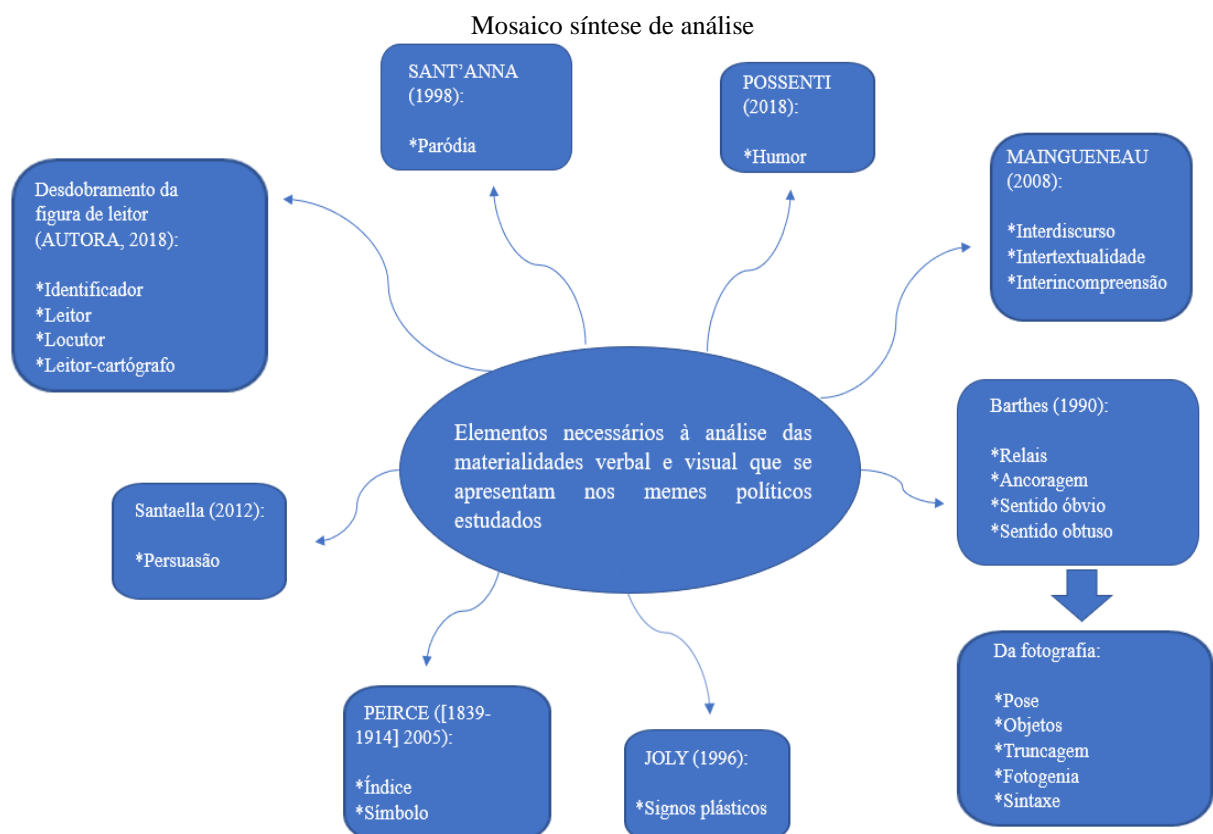 Mosaico síntese de análise
SANT’ANNA
(1998):
*Paródia
POSSENTI
(2018):
*Humor
MAINGUENEAU
(2008):
*Interdiscurso
*Intertextualidade
*Interincompreensão
Desdobramento da
figura de leitor
(AUTORA, 2018):
*Identificador
*Leitor
*Locutor
*Leitor-cartógrafo
Elementos necessários à análise das
materialidades verbal e visual que se
apresentam nos memes políticos
estudados
Barthes (1990):
*Relais
*Ancoragem
*Sentido óbvio
*Sentido obtuso
Santaella (2012):
*Persuasão
Da fotografia:
*Pose
*Objetos
*Truncagem
*Fotogenia
*Sintaxe
PEIRCE ([1839-
1914] 2005):
*Índice
*Símbolo
JOLY (1996):
*Signos plásticos